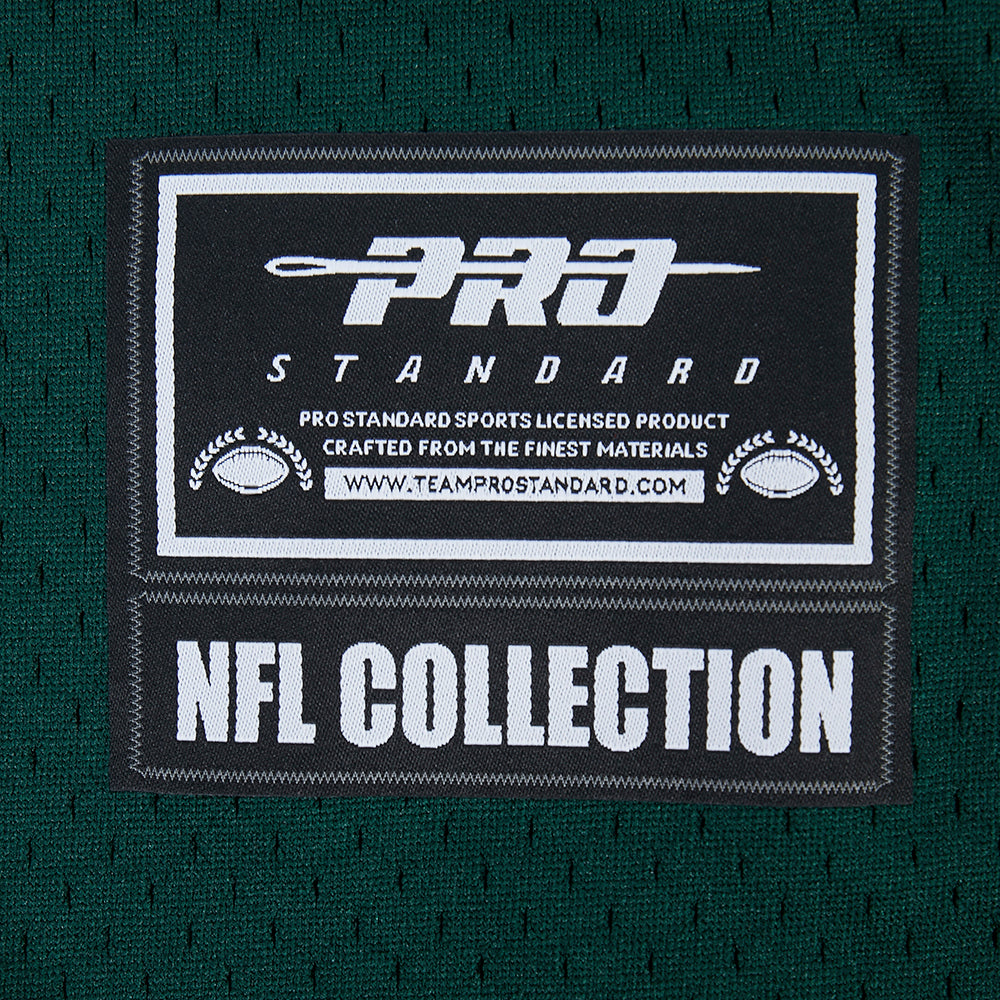 PRO
STANDARD
PRO STANDARD SPORTS LICENSED PRODUCT
CRAFTED FROM THE FINEST MATERIALS
WWW.TEAMPROSTANDARD.COM
NFL COLLECTION